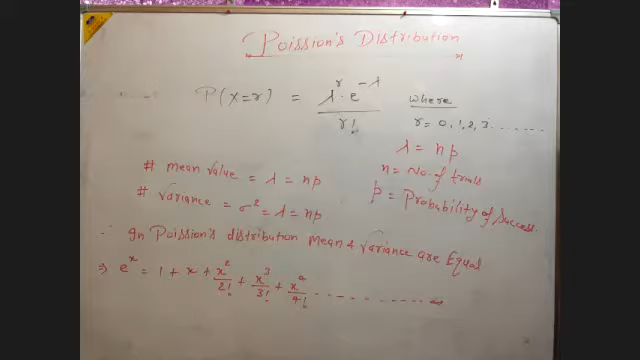 Poission's Distribution
P(X=r) = λ^r · e^-λ / r! where
r = 0, 1, 2, 3 .......
λ = np
n = No. of trials
p = Probability of Success.
# mean value = λ = np
# Variance = σ² = λ = np
∴ In Poission's distribution Mean & Variance are Equal
⇒ e^x = 1 + x + x²/2! + x³/3! + x⁴/4! ............ ∞